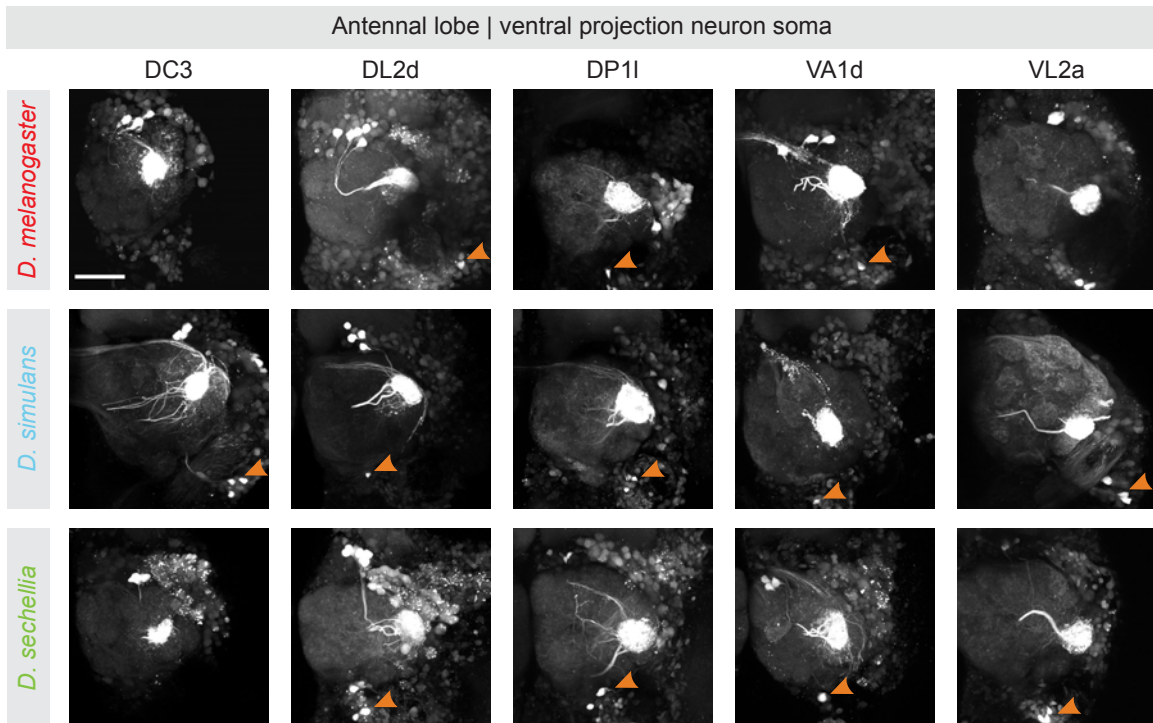 Antennal lobe | ventral projection neuron soma
DC3 DL2d DP1l VA1d VL2a
D. melanogaster
D. simulans
D. sechellia